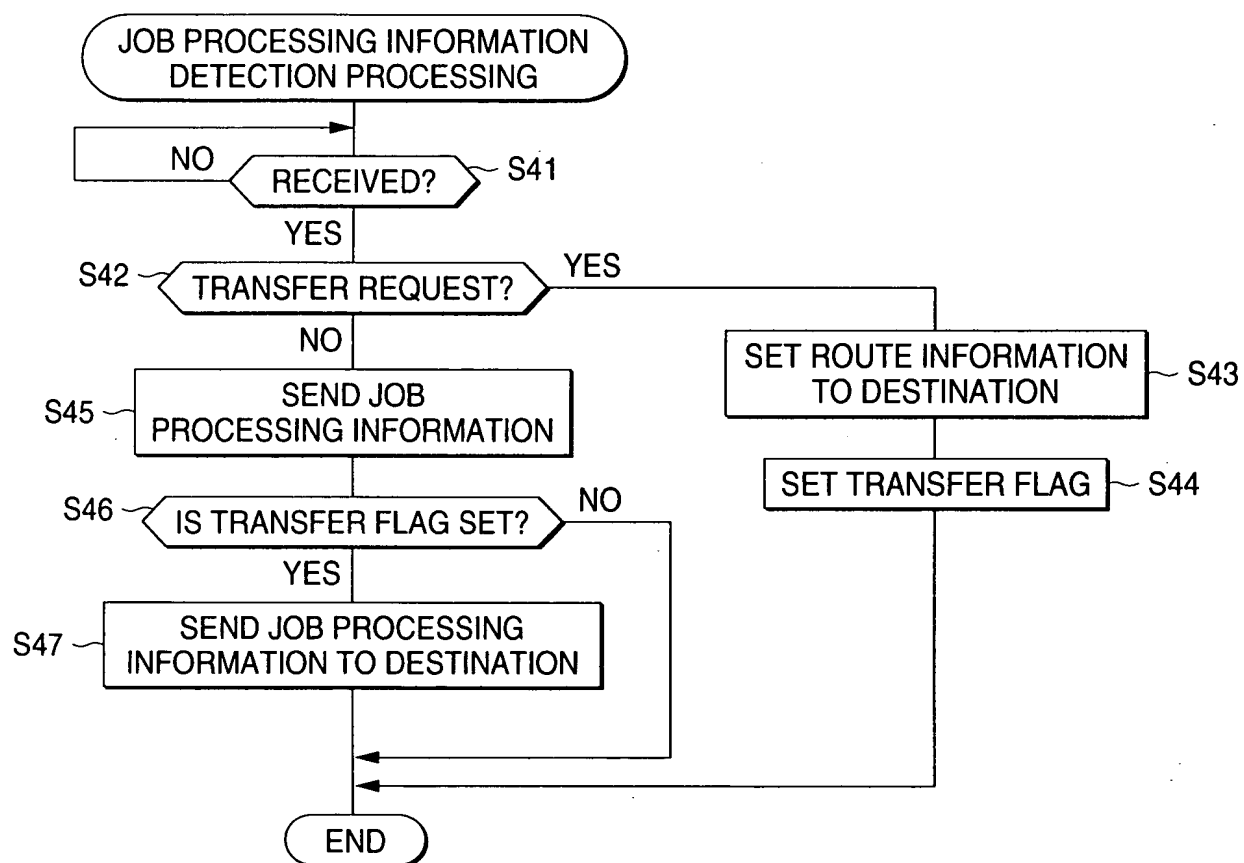 JOB PROCESSING INFORMATION
DETECTION PROCESSING
NO
RECEIVED?
S41
YES
S42
TRANSFER REQUEST?
YES
NO
SET ROUTE INFORMATION
TO DESTINATION
S43
S45
SEND JOB
PROCESSING INFORMATION
SET TRANSFER FLAG
S44
S46
IS TRANSFER FLAG SET?
NO
YES
S47
SEND JOB PROCESSING
INFORMATION TO DESTINATION
END